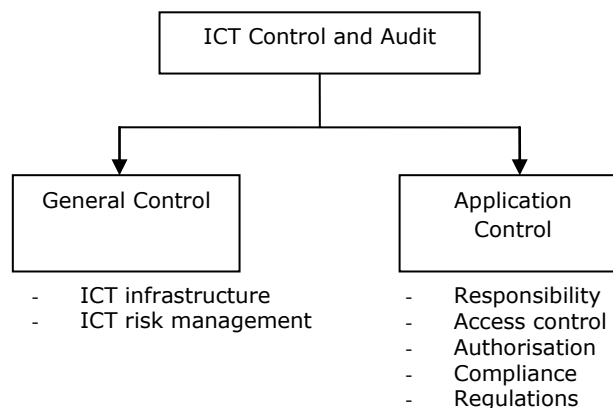 ICT Control and Audit
General Control
Application
Control
- ICT infrastructure
- ICT risk management
- Responsibility
- Access control
- Authorisation
- Compliance
- Regulations